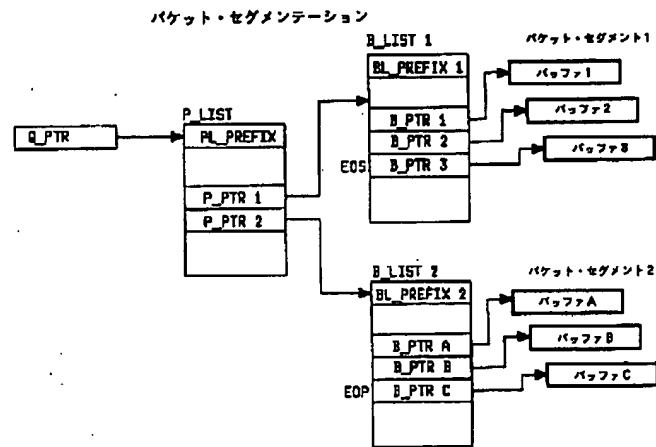 パケット・セグメンテーション
B_LIST 1
パケット・セグメント1
BL_PREFIX 1
バッファ1
P_LIST
バッファ2
Q_PTR
PL_PREFIX
B_PTR 1
B_PTR 2
バッファ3
EOS
B_PTR 3
P_PTR 1
P_PTR 2
B_LIST 2
パケット・セグメント2
BL_PREFIX 2
バッファA
B_PTR A
バッファB
B_PTR B
EOP
B_PTR C
バッファC